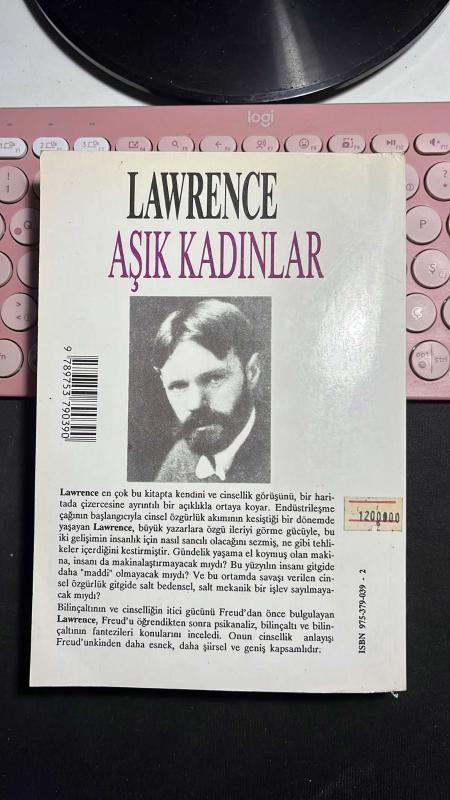 logi
LAWRENCE
AŞIK KADINLAR
9 789753 790390
Lawrence en çok bu kitapta kendini ve cinsellik görüşünü, bir hari-
tada çizercesine ayrıntılı bir açıklıkla ortaya koyar. Endüstrileşme
çağının başlangıcıyla cinsel özgürlük akımının kesiştiği bir dönemde
yaşayan Lawrence, büyük yazarlara özgü ileriyi görme gücüyle, bu
iki gelişimin insanlık için nasıl sancılı olacağını sezmiş, ne gibi tehli-
keler içerdiğini kestirmiştir. Gündelik yaşama el koymuş olan maki-
na, insanı da makinalaştırmayacak mıydı? Bu yüzyılın insanı gitgide
daha "maddi" olmayacak mıydı? Ve bu ortamda savaşı verilen cin-
sel özgürlük gitgide salt bedensel, salt mekanik bir işlev sayılmaya-
cak mıydı?
Bilinçaltının ve cinselliğin itici gücünü Freud'dan önce bulgulayan
Lawrence, Freud'u öğrendikten sonra psikanaliz, bilinçaltı ve bilin-
çaltının fantezileri konularını inceledi. Onun cinsellik anlayışı
Freud'unkinden daha esnek, daha şiirsel ve geniş kapsamlıdır.
1200000
ISBN 975-379-039-2